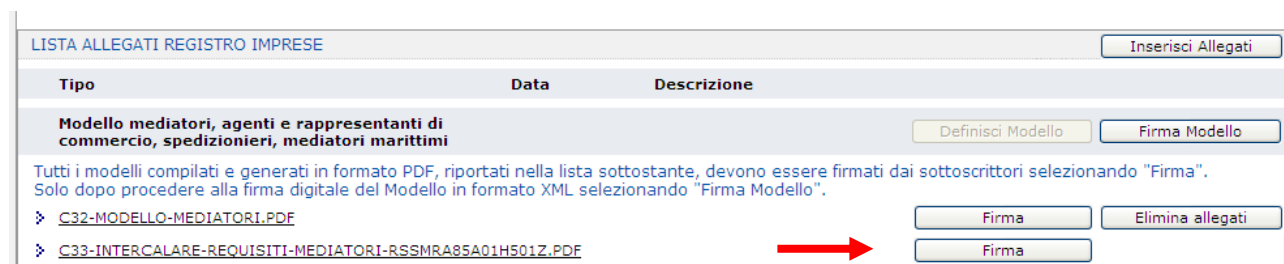 LISTA ALLEGATI REGISTRO IMPRESE Inserisci Allegati
Tipo Data Descrizione
Modello mediatori, agenti e rappresentanti di
commercio, spedizionieri, mediatori marittimi
Definisci Modello Firma Modello
Tutti i modelli compilati e generati in formato PDF, riportati nella lista sottostante, devono essere firmati dai sottoscrittori selezionando "Firma".
Solo dopo procedere alla firma digitale del Modello in formato XML selezionando "Firma Modello".
C32-MODELLO-MEDIATORI.PDF Firma Elimina allegati
C33-INTERCALARE-REQUISITI-MEDIATORI-RSSMRA85A01H501Z.PDF Firma